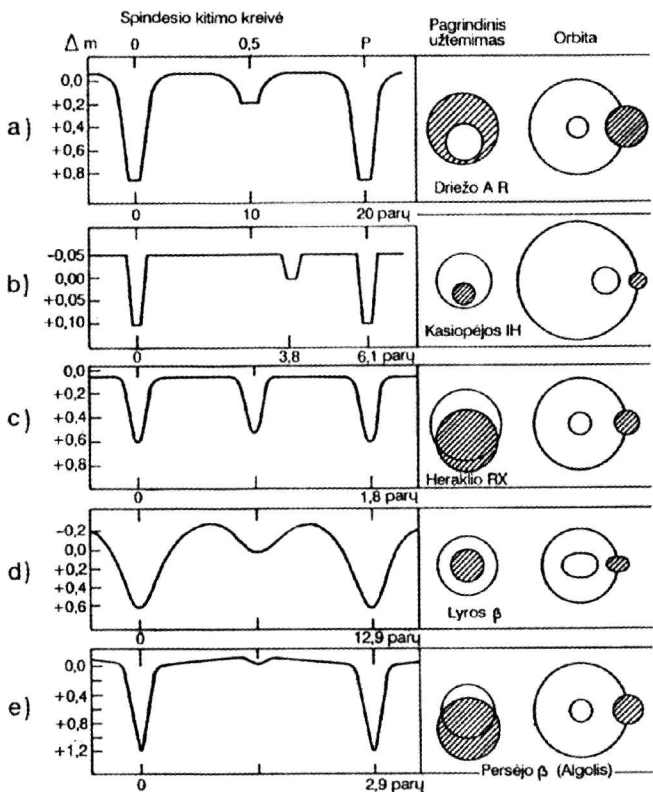 Spindesio kitimo kreivė
Pagrindinis užtemimas
Orbita
Δ m 0 0,5 P
a)
0,0
+0,2
+0,4
+0,6
+0,8
0 10 20 parų
Driežo A R
b)
-0,05
0,00
+0,05
+0,10
0 3,8 6,1 parų
Kasiopėjos IH
c)
0,0
+0,2
+0,4
+0,6
+0,8
0 1,8 parų
Heraklio RX
d)
-0,2
0,0
+0,2
+0,4
+0,6
0 12,9 parų
Lyros β
e)
0,0
+0,4
+0,8
+1,2
0 2,9 parų
Persėjo β (Algolis)